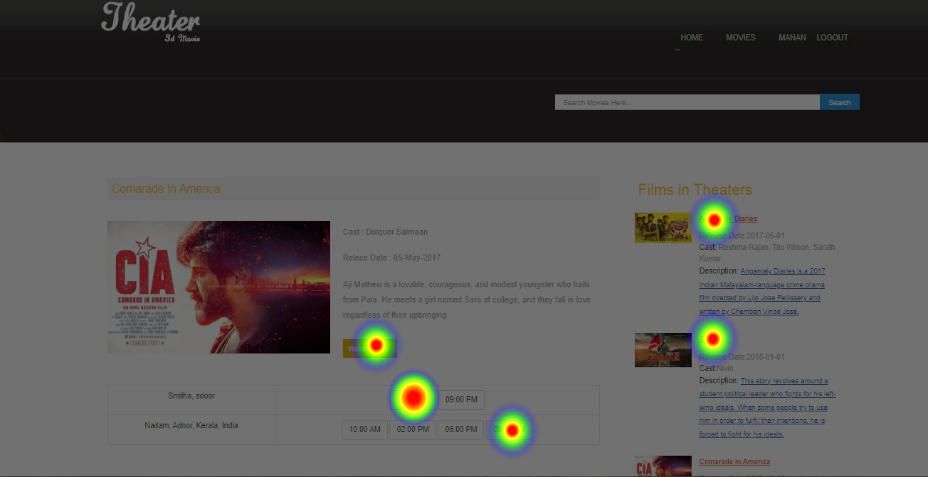 Theater
3d Movie
HOME MOVIES MANAN LOGOUT
Search Movies Here...
Search
Comarade In America
CIA
COMRADE IN AMERICA
Cast : Dulquer Salmaan
Relece Date : 05-May-2017
Aji Mathew is a lovable, courageous, and modest youngster who hails
from Pala. He meets a girl named Sara at college, and they fall in love
regardless of their upbringing.
Smitha, adoor
09:00 PM
Nadam, Adoor, Kerala, India
10:00 AM 02:00 PM 06:00 PM
Films in Theaters
Diaries
Date:2017-05-01
Cast: Reshma Rajan, Tito Wilson, Sarath
Kumar
Description: Angamaly Diaries is a 2017
Indian Malayalam-language crime drama
film directed by Lijo Jose Pellissery and
written by Chemban Vinod Jose.
Date:2018-01-01
Cast:Nivin
Description: This story revolves around a
student political leader who fights for his left-
wing ideals. When some people try to use
him in order to fulfill their intentions, he is
forced to fight for his ideals.
Comarade In America